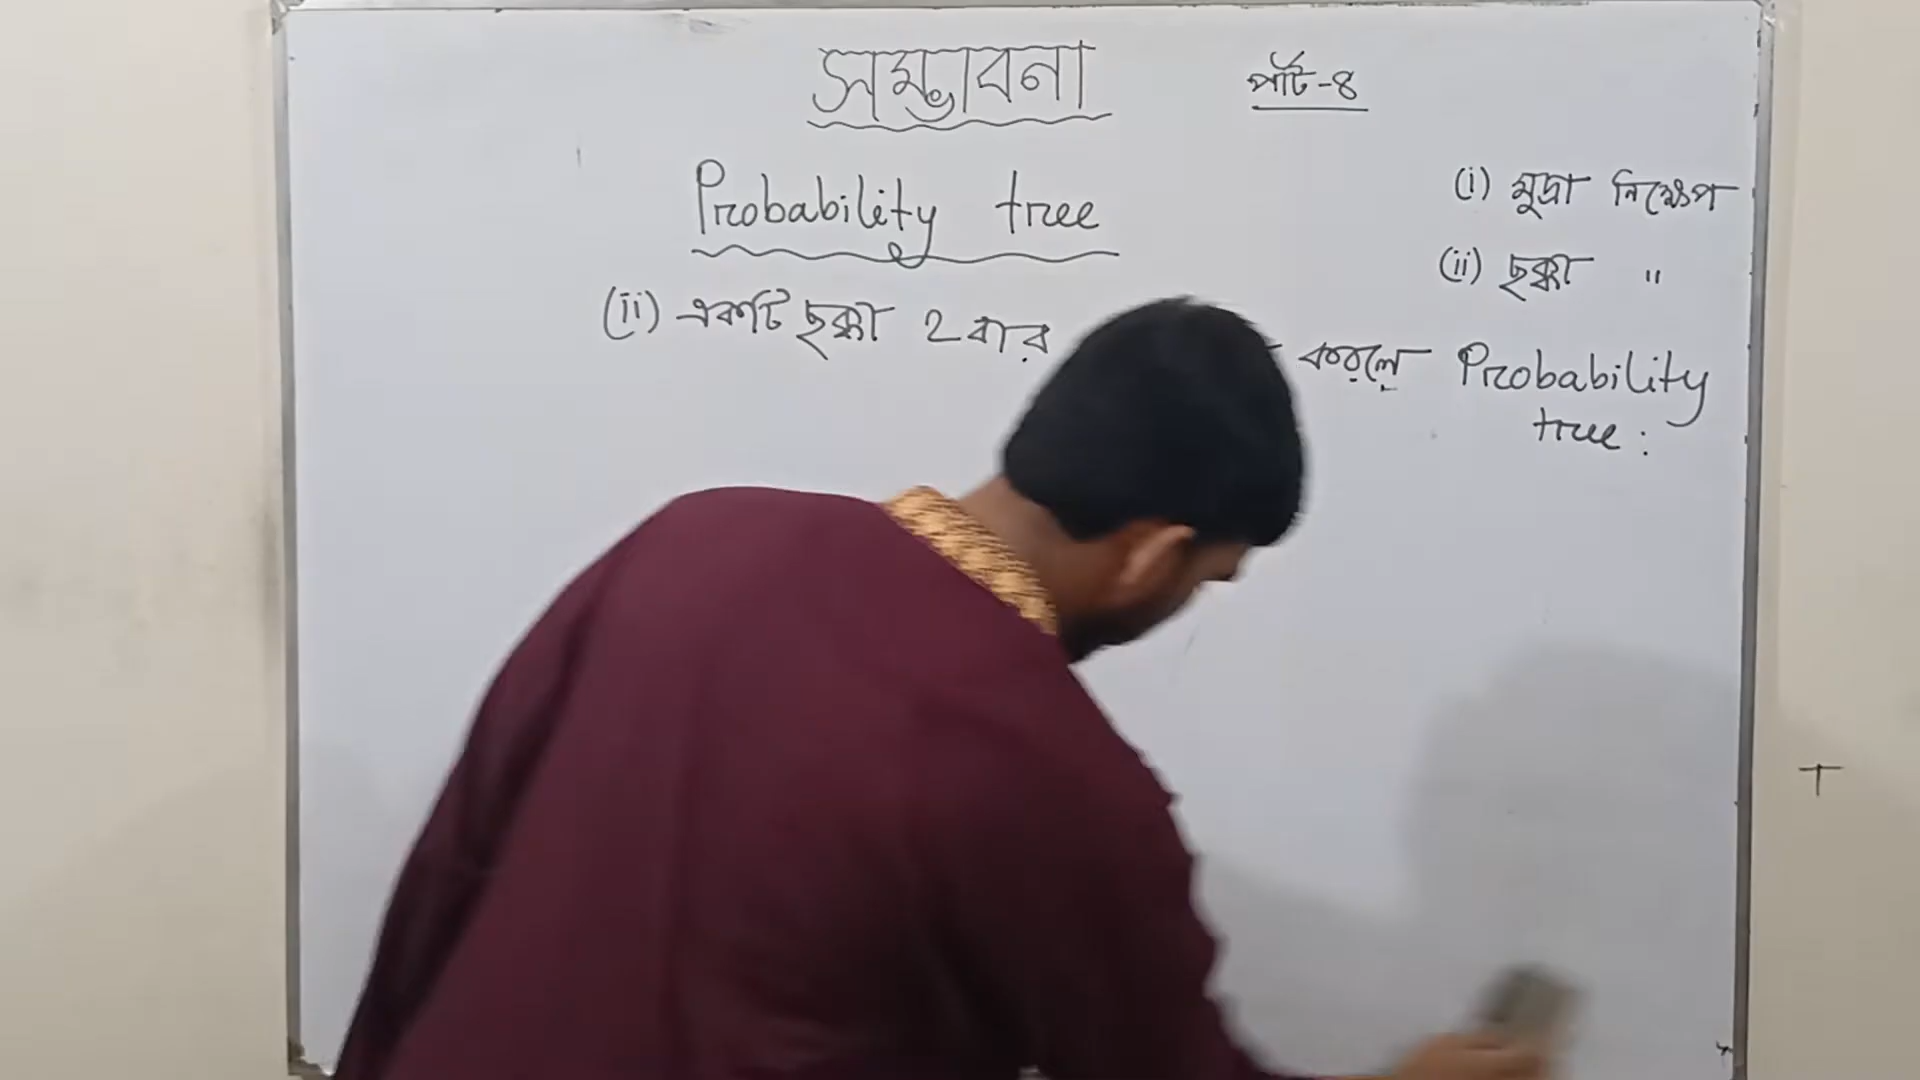 সম্ভাবনা
পার্ট-৪
Probability tree
(i) মুদ্রা নিক্ষেপ
(ii) ছক্কা "
(ii) একটি ছক্কা 2 বার করলে Probability
tree:
T